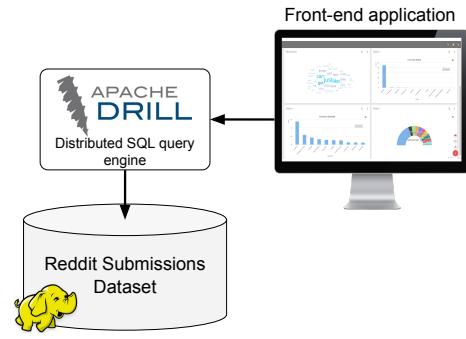 Front-end application
APACHE
DRILL
Distributed SQL query
engine
Reddit Submissions
Dataset